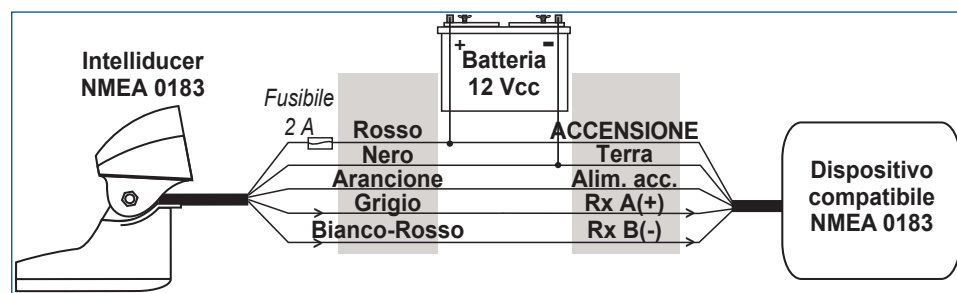 Intelliducer
NMEA 0183
Fusibile
2 A
+ -
Batteria
12 Vcc
Rosso
Nero
Arancione
Grigio
Bianco-Rosso
ACCENSIONE
Terra
Alim. acc.
Rx A(+)
Rx B(-)
Dispositivo
compatibile
NMEA 0183